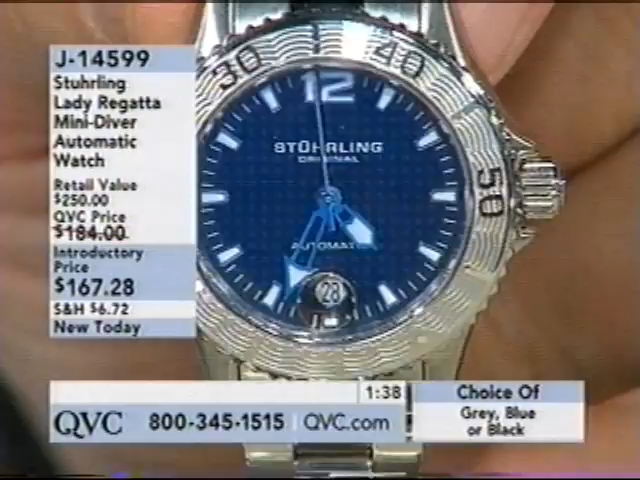 J-14599
Stuhrling
Lady Regatta
Mini-Diver
Automatic
Watch
Retail Value
$250.00
QVC Price
$184.00
Introductory
Price
$167.28
S&H $6.72
New Today
30
40
50
12
STÜHRLING
ORIGINAL
AUTOMATIC
28
1:38
QVC 800-345-1515 QVC.com
Choice Of
Grey, Blue
or Black